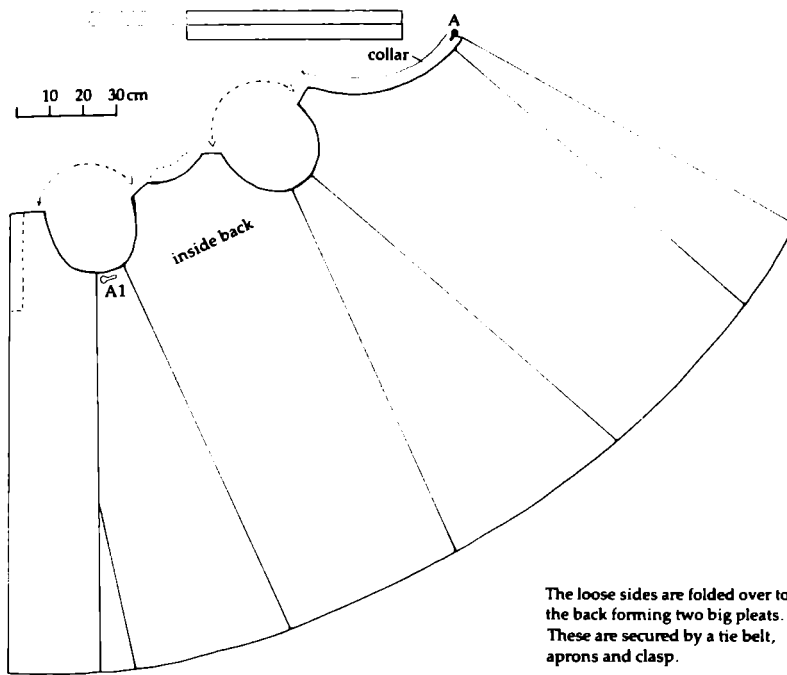 A
collar
10 20 30 cm
inside back
A1
The loose sides are folded over to
the back forming two big pleats.
These are secured by a tie belt,
aprons and clasp.